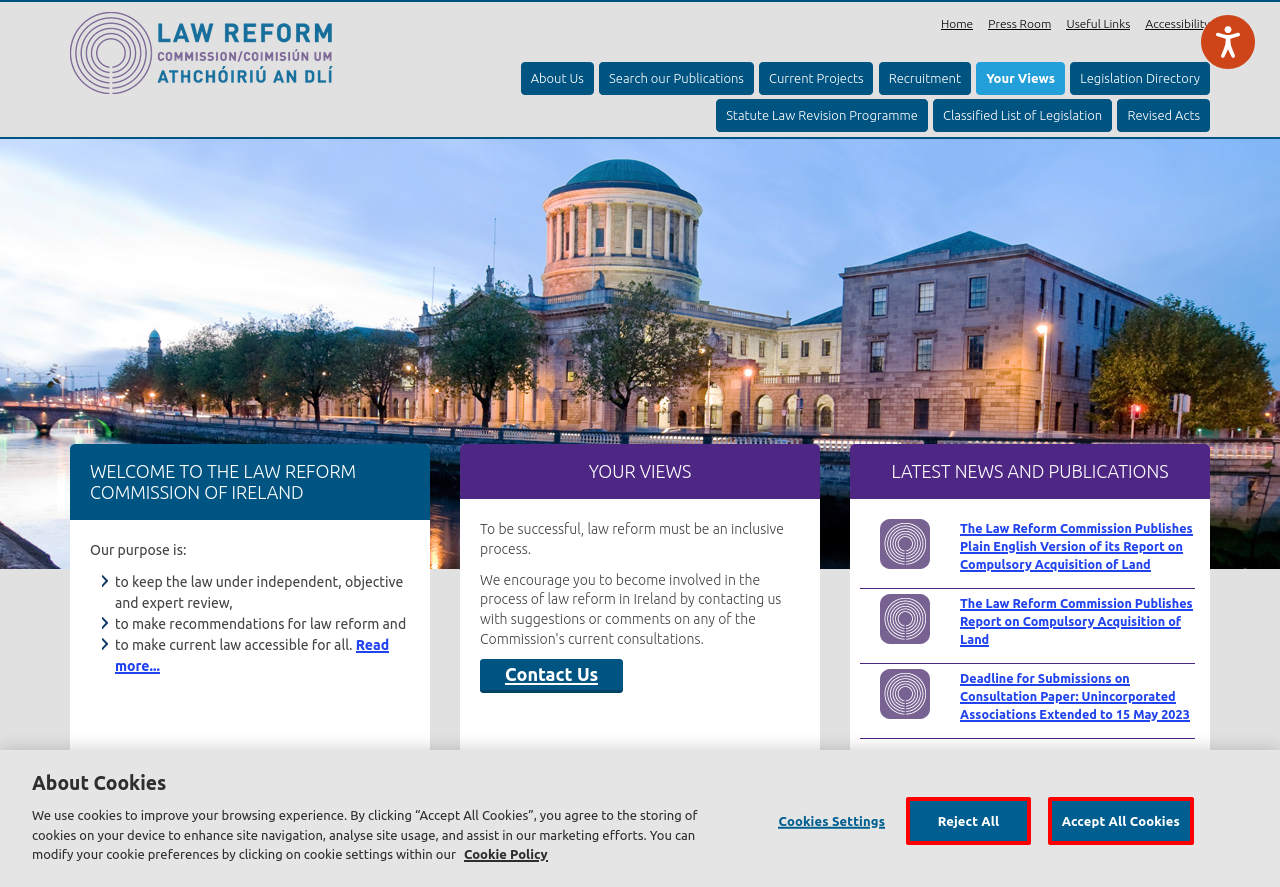 LAW REFORM
COMMISSION/COIMISIÚN UM
ATHCHÓIRIÚ AN DLÍ
Home Press Room Useful Links Accessibility
About Us Search our Publications Current Projects Recruitment Your Views Legislation Directory
Statute Law Revision Programme Classified List of Legislation Revised Acts
WELCOME TO THE LAW REFORM
COMMISSION OF IRELAND
Our purpose is:
to keep the law under independent, objective
and expert review,
to make recommendations for law reform and
to make current law accessible for all. Read
more...
YOUR VIEWS
To be successful, law reform must be an inclusive
process.
We encourage you to become involved in the
process of law reform in Ireland by contacting us
with suggestions or comments on any of the
Commission's current consultations.
Contact Us
LATEST NEWS AND PUBLICATIONS
The Law Reform Commission Publishes
Plain English Version of its Report on
Compulsory Acquisition of Land
The Law Reform Commission Publishes
Report on Compulsory Acquisition of
Land
Deadline for Submissions on
Consultation Paper: Unincorporated
Associations Extended to 15 May 2023
About Cookies
We use cookies to improve your browsing experience. By clicking “Accept All Cookies”, you agree to the storing of
cookies on your device to enhance site navigation, analyse site usage, and assist in our marketing efforts. You can
modify your cookie preferences by clicking on cookie settings within our Cookie Policy
Cookies Settings Reject All Accept All Cookies